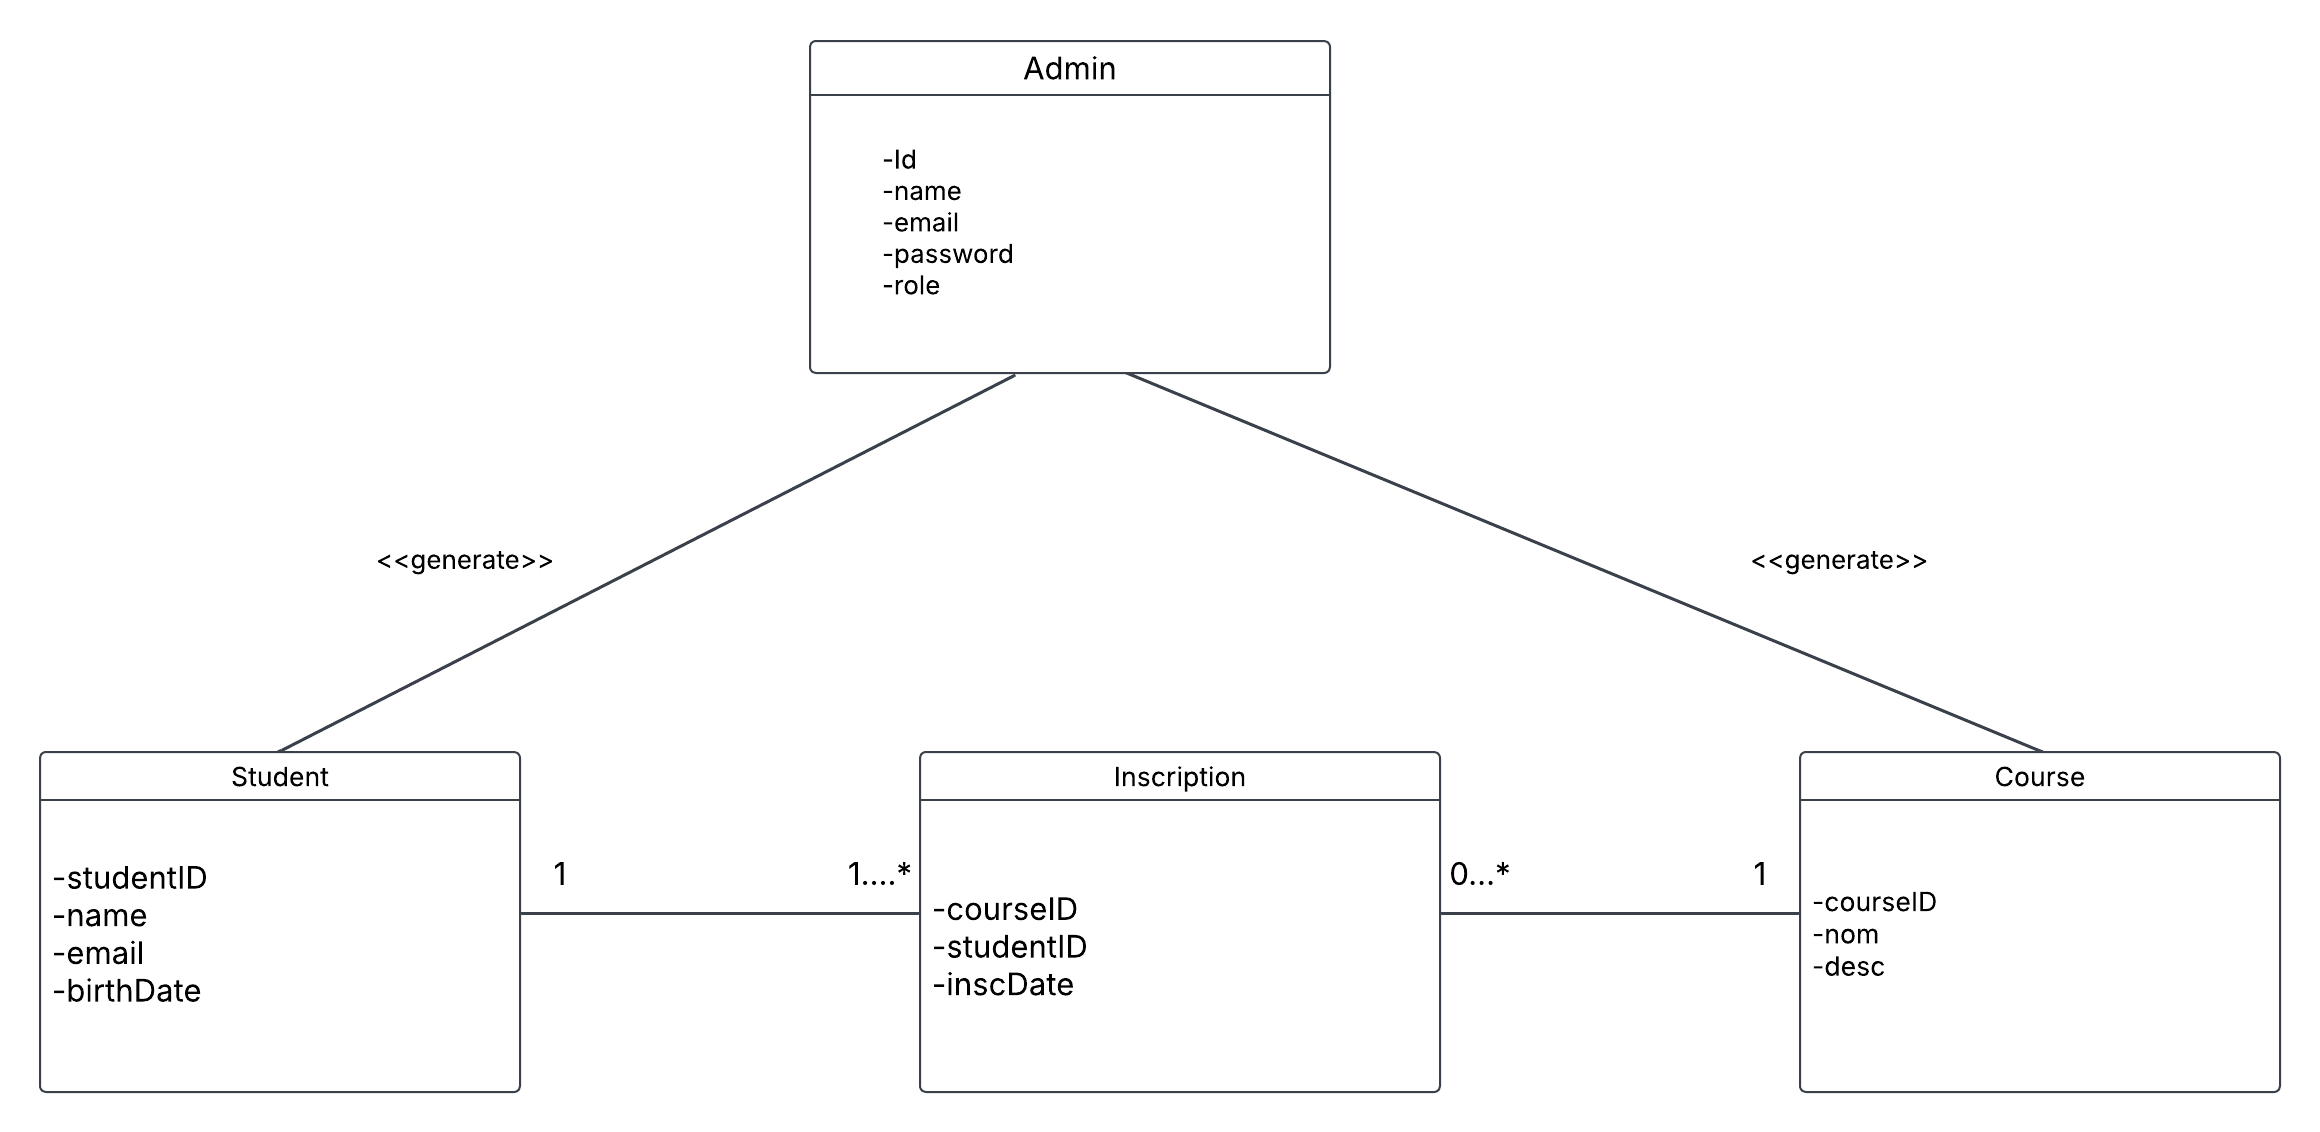 Admin
-Id
-name
-email
-password
-role
<<generate>>
<<generate>>
Student
-studentID
-name
-email
-birthDate
1
1....*
Inscription
-courseID
-studentID
-inscDate
0...*
1
Course
-courseID
-nom
-desc